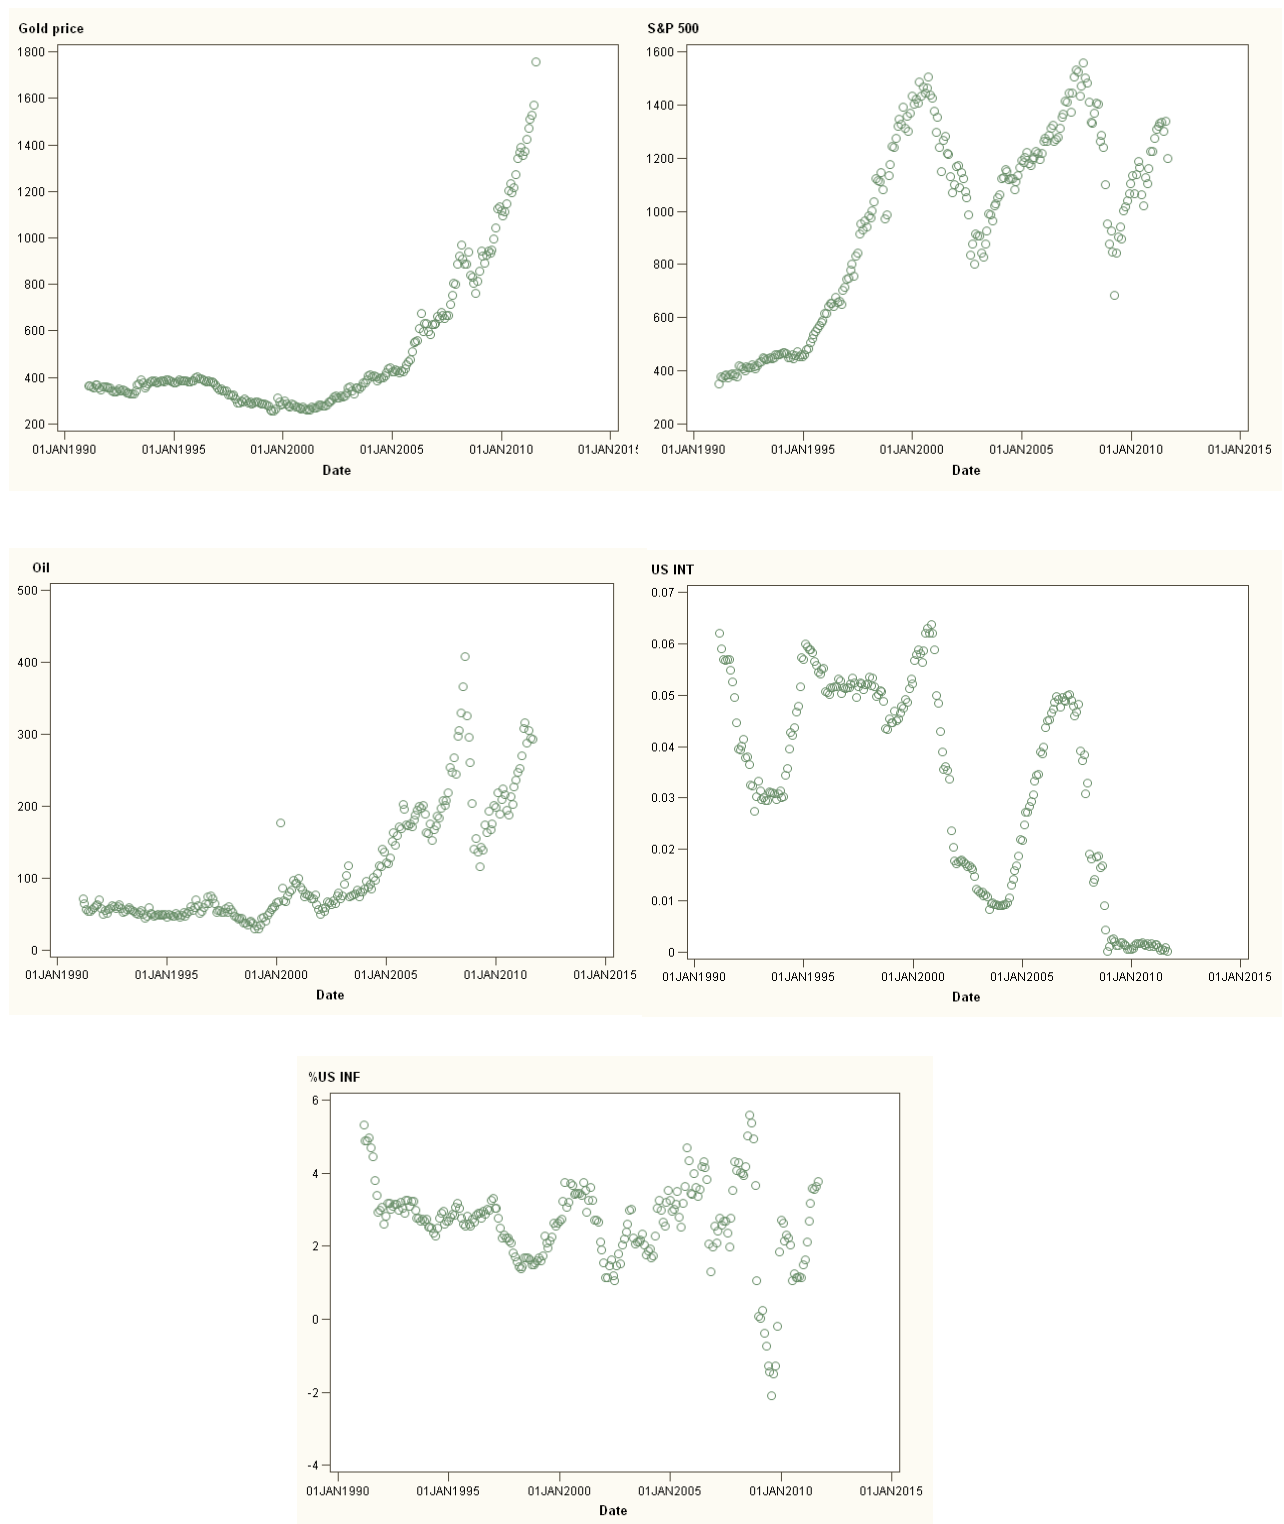 Gold price
1800
1600
1400
1200
1000
800
600
400
200
01JAN1990 01JAN1995 01JAN2000 01JAN2005 01JAN2010 01JAN201
Date
S&P 500
1600
1400
1200
1000
800
600
400
200
01JAN1990 01JAN1995 01JAN2000 01JAN2005 01JAN2010 01JAN2015
Date
Oil
500
400
300
200
100
0
01JAN1990 01JAN1995 01JAN2000 01JAN2005 01JAN2010 01JAN2015
Date
US INT
0.07
0.06
0.05
0.04
0.03
0.02
0.01
0
01JAN1990 01JAN1995 01JAN2000 01JAN2005 01JAN2010 01JAN2015
Date
%US INF
6
4
2
0
-2
-4
01JAN1990 01JAN1995 01JAN2000 01JAN2005 01JAN2010 01JAN2015
Date